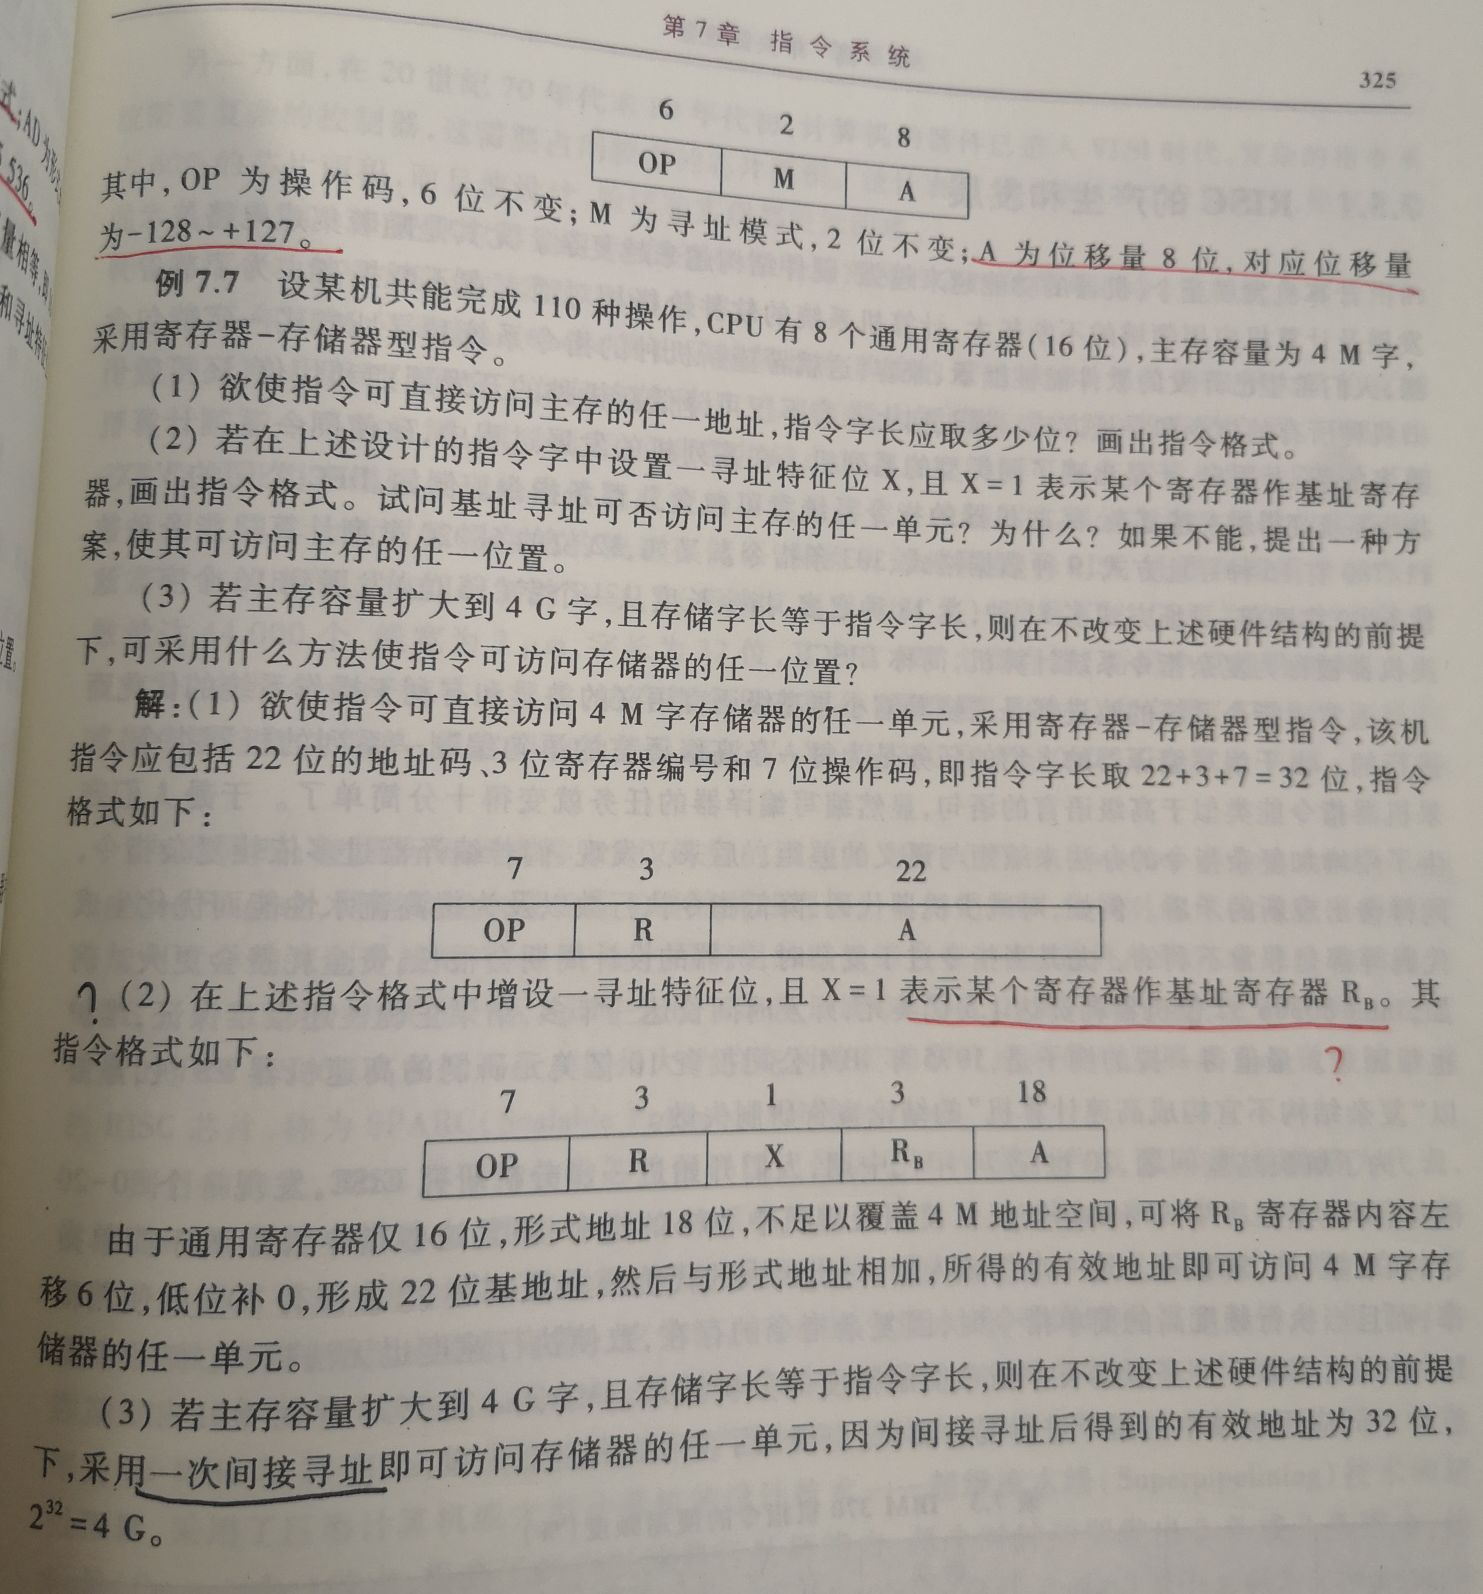 第7章 指令系统
325
式;AD为形
5 536。
量相等,即
和寻址特
位置。
6 2 8
OP M A
其中,OP 为操作码,6 位不变;M 为寻址模式,2 位不变;A 为位移量 8 位,对应位移量
为-128~+127。
例 7.7 设某机共能完成 110 种操作,CPU 有 8 个通用寄存器(16 位),主存容量为 4 M 字,
采用寄存器-存储器型指令。
(1) 欲使指令可直接访问主存的任一地址,指令字长应取多少位? 画出指令格式。
(2) 若在上述设计的指令字中设置一寻址特征位 X,且 X=1 表示某个寄存器作基址寄存
器,画出指令格式。试问基址寻址可否访问主存的任一单元? 为什么? 如果不能,提出一种方
案,使其可访问主存的任一位置。
(3) 若主存容量扩大到 4 G 字,且存储字长等于指令字长,则在不改变上述硬件结构的前提
下,可采用什么方法使指令可访问存储器的任一位置?
解:(1) 欲使指令可直接访问 4 M 字存储器的任一单元,采用寄存器-存储器型指令,该机
指令应包括 22 位的地址码、3 位寄存器编号和 7 位操作码,即指令字长取 22+3+7=32 位,指令
格式如下:
7 3 22
OP R A
? (2) 在上述指令格式中增设一寻址特征位,且 X=1 表示某个寄存器作基址寄存器 R_B。其
指令格式如下:
?
7 3 1 3 18
OP R X R_B A
由于通用寄存器仅 16 位,形式地址 18 位,不足以覆盖 4 M 地址空间,可将 R_B 寄存器内容左
移 6 位,低位补 0,形成 22 位基地址,然后与形式地址相加,所得的有效地址即可访问 4 M 字存
储器的任一单元。
(3) 若主存容量扩大到 4 G 字,且存储字长等于指令字长,则在不改变上述硬件结构的前提
下,采用一次间接寻址即可访问存储器的任一单元,因为间接寻址后得到的有效地址为 32 位,
2³²=4 G。